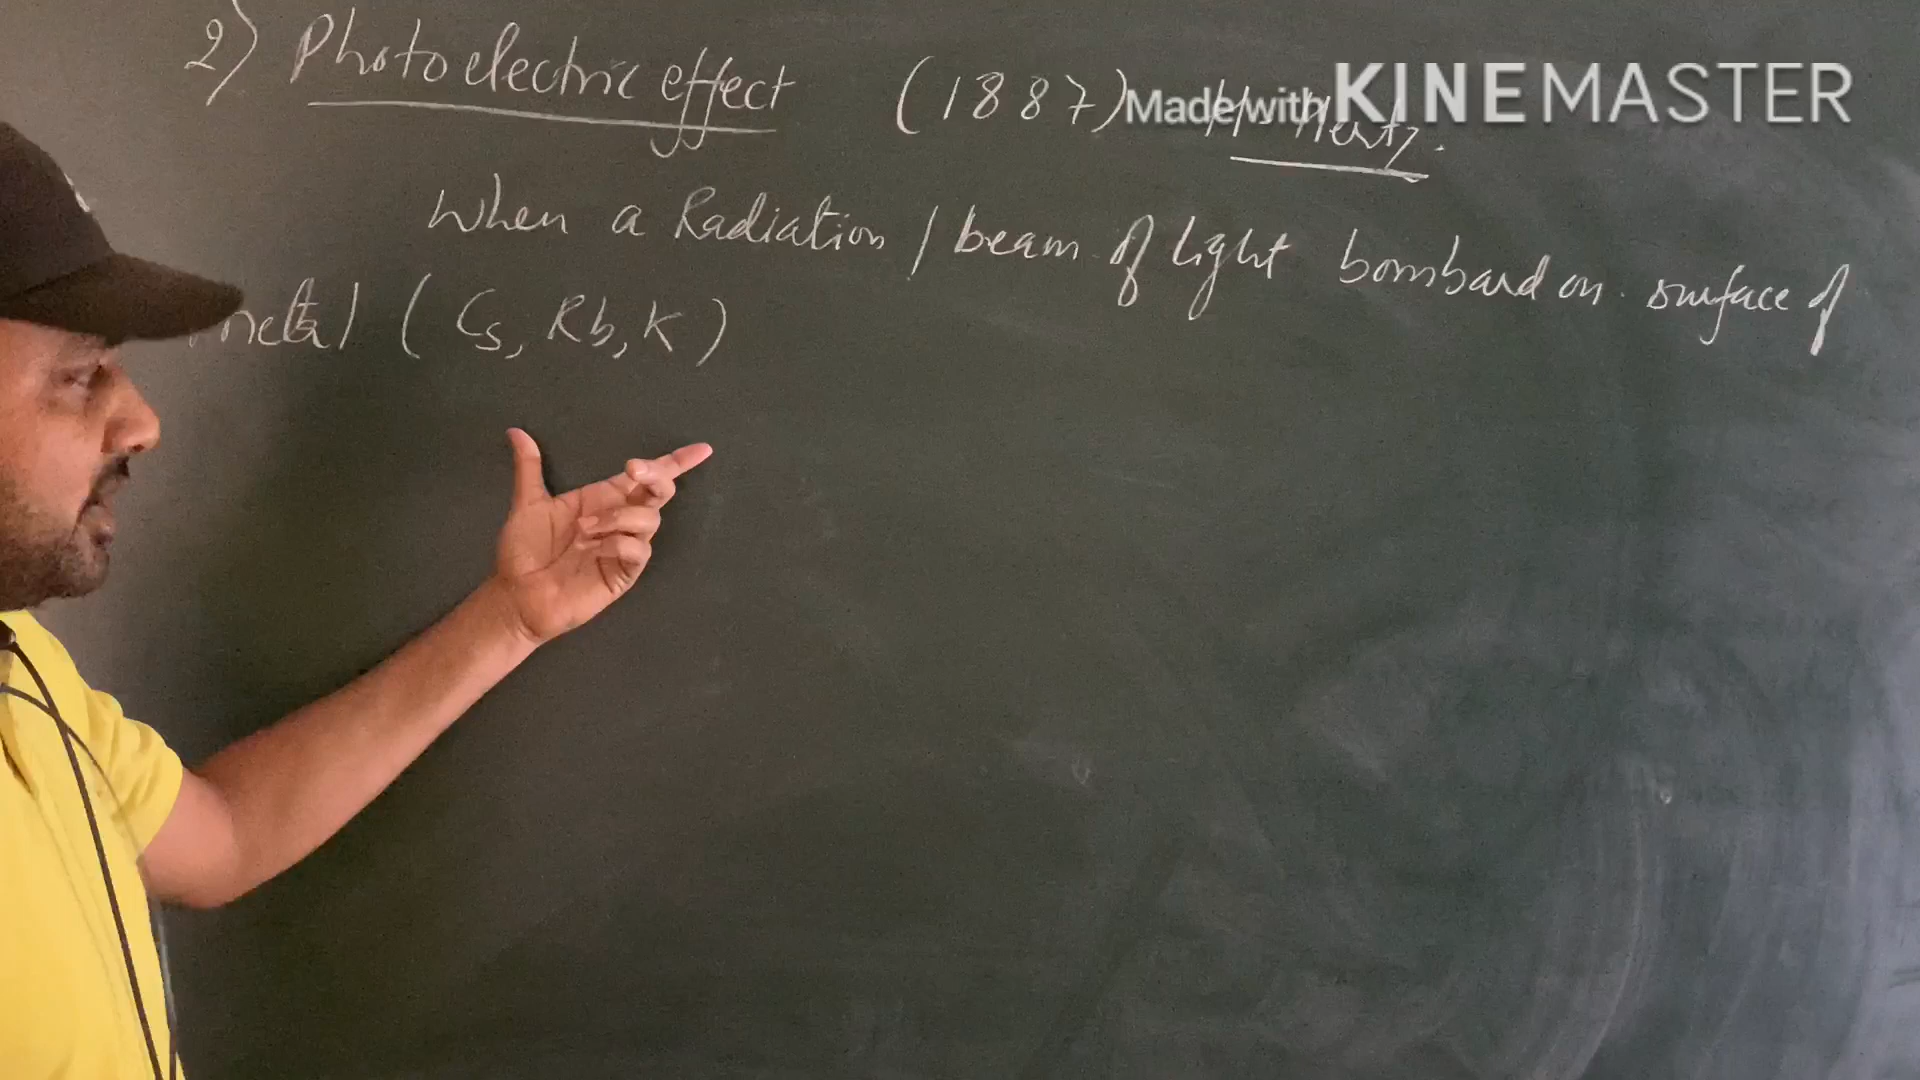 2) Photoelectric effect (1887) H. Hertz.
Made with KINEMASTER
When a Radiation / beam of light bombard on surface of
metal (Cs, Rb, K)